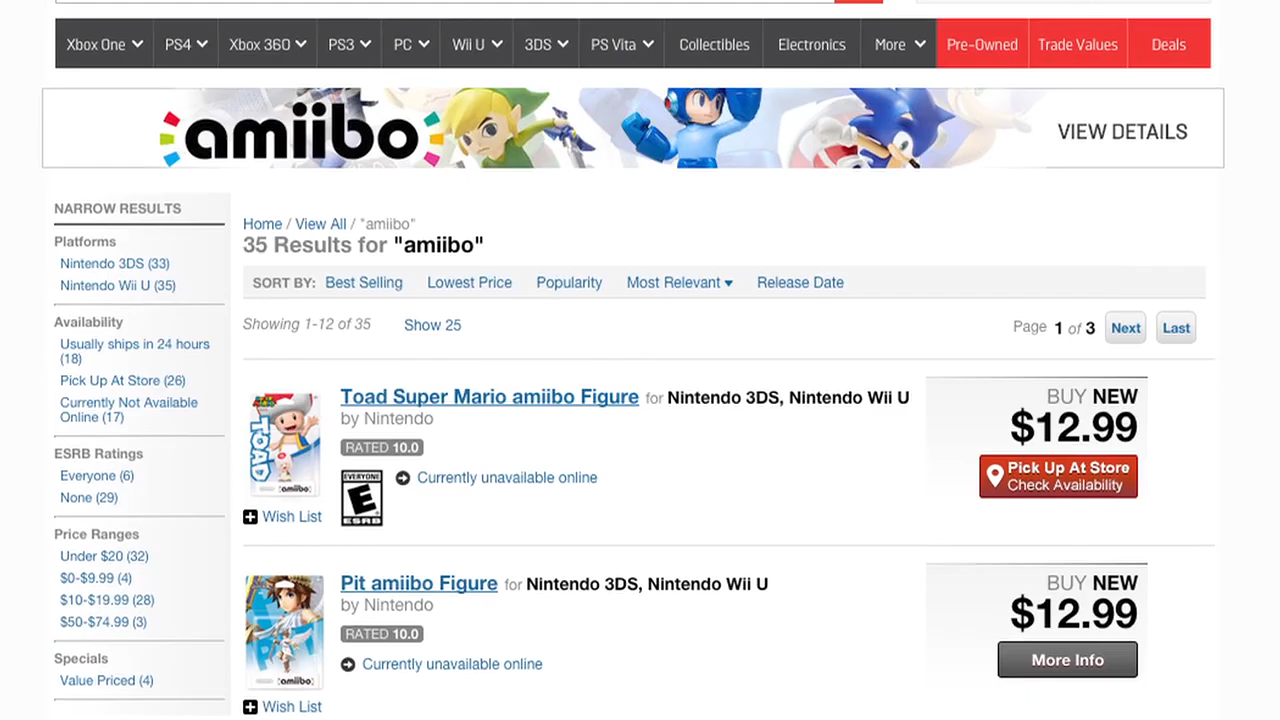 Xbox One PS4 Xbox 360 PS3 PC Wii U 3DS PS Vita Collectibles Electronics More Pre-Owned Trade Values Deals
amiibo VIEW DETAILS
NARROW RESULTS
Platforms
Nintendo 3DS (33)
Nintendo Wii U (35)
Availability
Usually ships in 24 hours
(18)
Pick Up At Store (26)
Currently Not Available
Online (17)
ESRB Ratings
Everyone (6)
None (29)
Price Ranges
Under $20 (32)
$0-$9.99 (4)
$10-$19.99 (28)
$50-$74.99 (3)
Specials
Value Priced (4)
Home / View All / "amiibo"
35 Results for "amiibo"
SORT BY: Best Selling Lowest Price Popularity Most Relevant Release Date
Showing 1-12 of 35 Show 25 Page 1 of 3 Next Last
TOAD
amiibo
Wish List
Toad Super Mario amiibo Figure for Nintendo 3DS, Nintendo Wii U
by Nintendo
RATED 10.0
EVERYONE
E
ESRB
Currently unavailable online
BUY NEW
$12.99
Pick Up At Store
Check Availability
amiibo
Wish List
Pit amiibo Figure for Nintendo 3DS, Nintendo Wii U
by Nintendo
RATED 10.0
Currently unavailable online
BUY NEW
$12.99
More Info